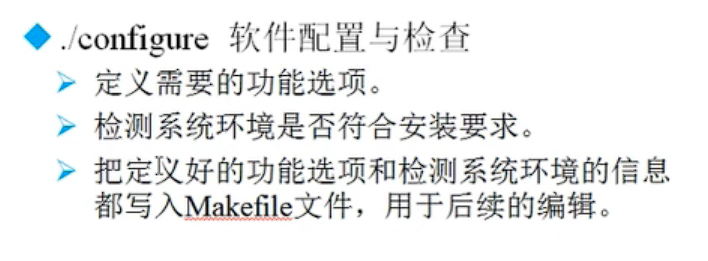 ./configure 软件配置与检查
定义需要的功能选项。
检测系统环境是否符合安装要求。
把定义好的功能选项和检测系统环境的信息
都写入Makefile文件，用于后续的编辑。